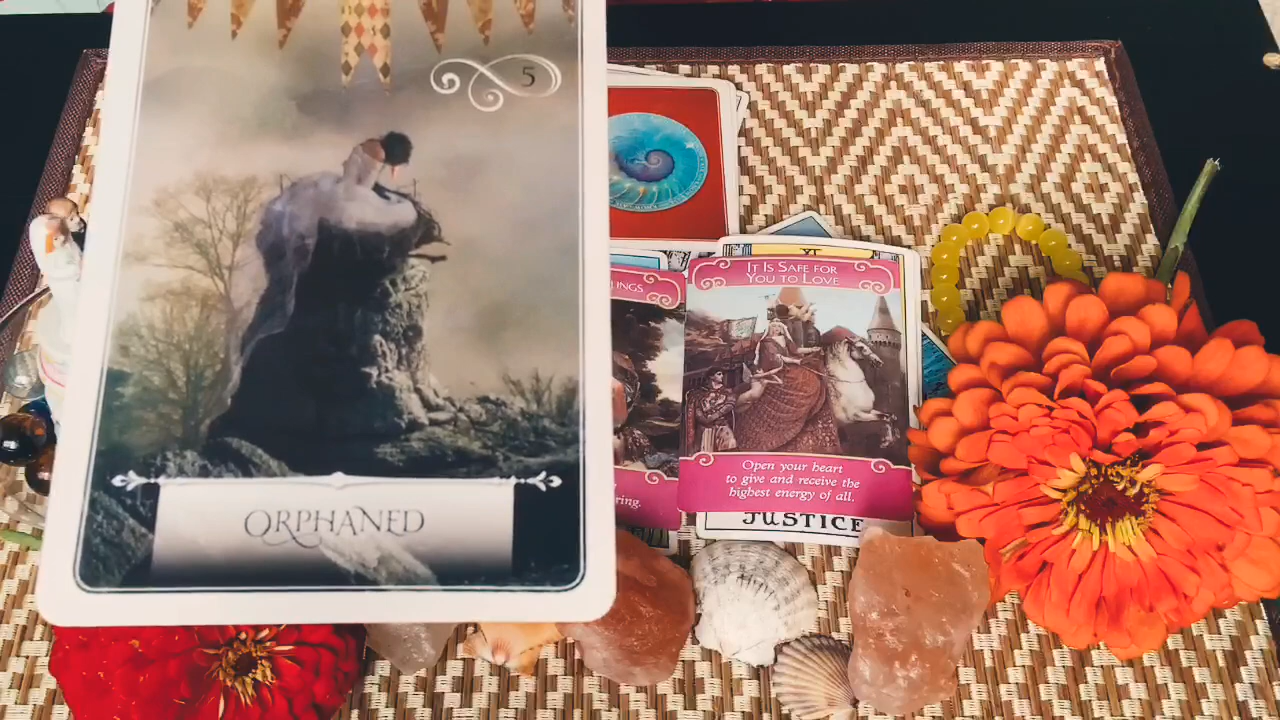 5
ORPHANED
LINGS
ring.
XI
IT IS SAFE FOR
YOU TO LOVE
Open your heart
to give and receive the
highest energy of all.
JUSTICE